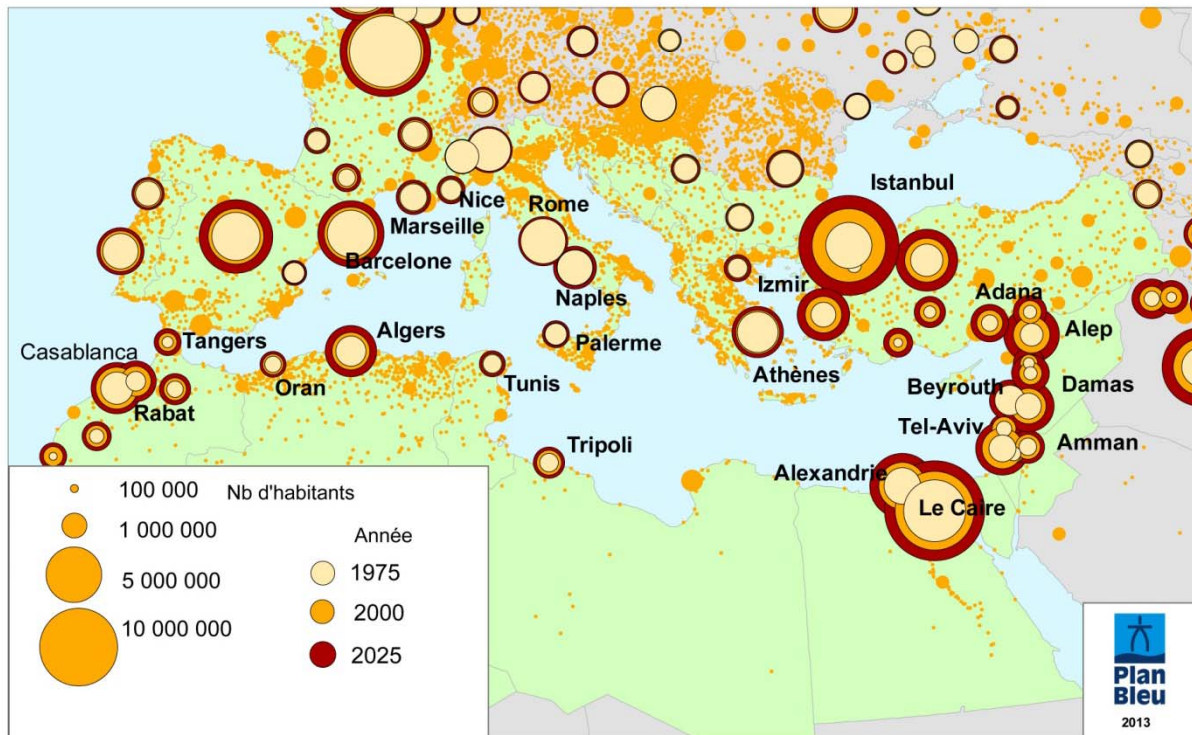 Istanbul
Nice
Rome
Marseille
Barcelone
Izmir
Adana
Naples
Tangers
Algers
Palerme
Alep
Casablanca
Athènes
Oran
Tunis
Beyrouth
Damas
Rabat
Tel-Aviv
Amman
Tripoli
Alexandrie
Le Caire
100 000
Nb d'habitants
1 000 000
5 000 000
10 000 000
Année
1975
2000
2025
Plan
Bleu
2013